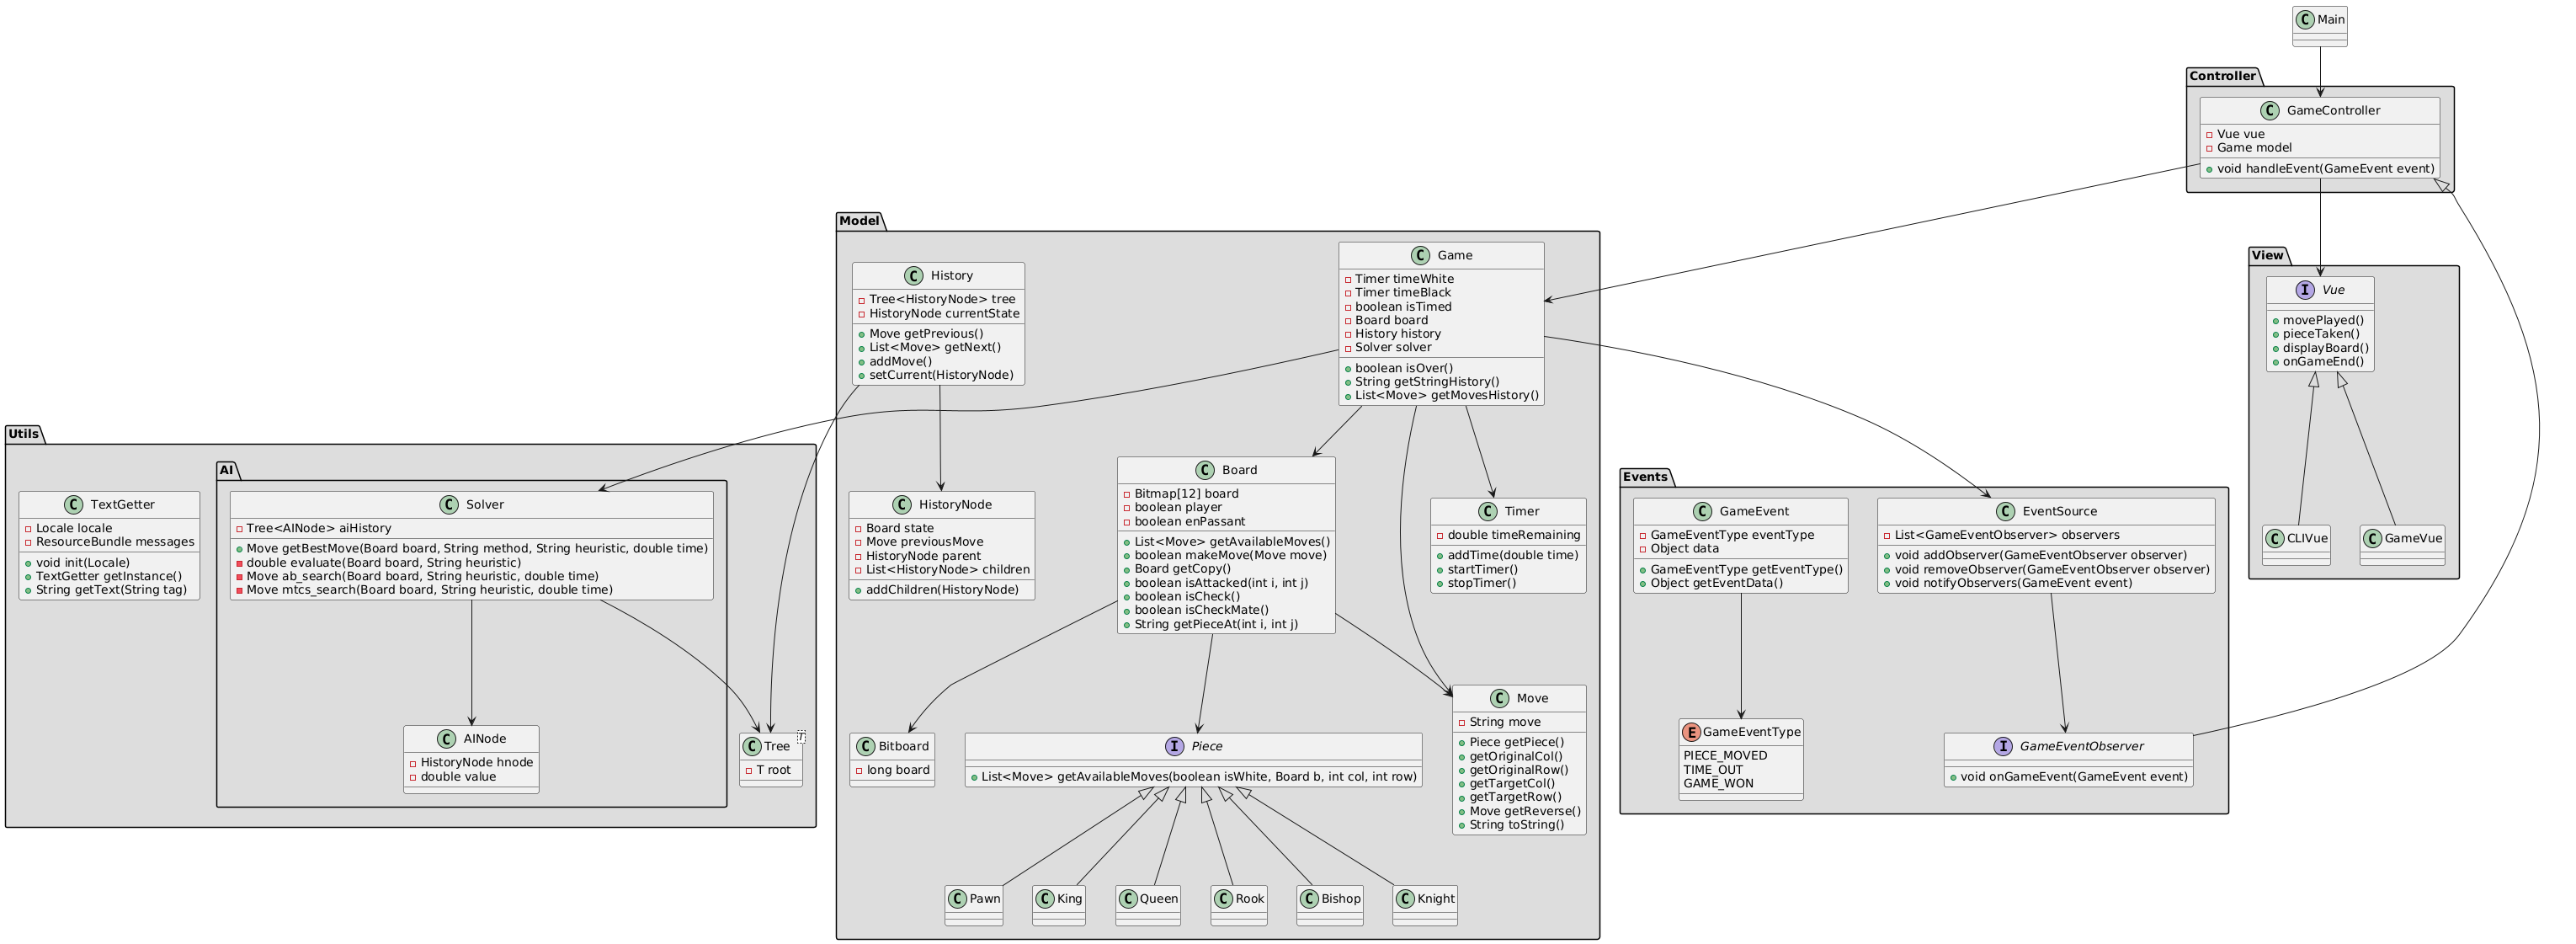 C Main
Controller
C GameController
Vue vue
Game model
void handleEvent(GameEvent event)
Model
C History
Tree<HistoryNode> tree
HistoryNode currentState
Move getPrevious()
List<Move> getNext()
addMove()
setCurrent(HistoryNode)
C Game
Timer timeWhite
Timer timeBlack
boolean isTimed
Board board
History history
Solver solver
boolean isOver()
String getStringHistory()
List<Move> getMovesHistory()
View
I Vue
movePlayed()
pieceTaken()
displayBoard()
onGameEnd()
Utils
AI
C TextGetter
Locale locale
ResourceBundle messages
void init(Locale)
TextGetter getInstance()
String getText(String tag)
C Solver
Tree<AINode> aiHistory
Move getBestMove(Board board, String method, String heuristic, double time)
double evaluate(Board board, String heuristic)
Move ab_search(Board board, String heuristic, double time)
Move mtcs_search(Board board, String heuristic, double time)
C HistoryNode
Board state
Move previousMove
HistoryNode parent
List<HistoryNode> children
addChildren(HistoryNode)
C Board
Bitmap[12] board
boolean player
boolean enPassant
List<Move> getAvailableMoves()
boolean makeMove(Move move)
Board getCopy()
boolean isAttacked(int i, int j)
boolean isCheck()
boolean isCheckMate()
String getPieceAt(int i, int j)
C Timer
double timeRemaining
addTime(double time)
startTimer()
stopTimer()
Events
C GameEvent
GameEventType eventType
Object data
GameEventType getEventType()
Object getEventData()
C EventSource
List<GameEventObserver> observers
void addObserver(GameEventObserver observer)
void removeObserver(GameEventObserver observer)
void notifyObservers(GameEvent event)
C CLIVue
C GameVue
C AINode
HistoryNode hnode
double value
C Tree T
T root
C Bitboard
long board
I Piece
List<Move> getAvailableMoves(boolean isWhite, Board b, int col, int row)
C Move
String move
Piece getPiece()
getOriginalCol()
getOriginalRow()
getTargetCol()
getTargetRow()
Move getReverse()
String toString()
E GameEventType
PIECE_MOVED
TIME_OUT
GAME_WON
I GameEventObserver
void onGameEvent(GameEvent event)
C Pawn
C King
C Queen
C Rook
C Bishop
C Knight